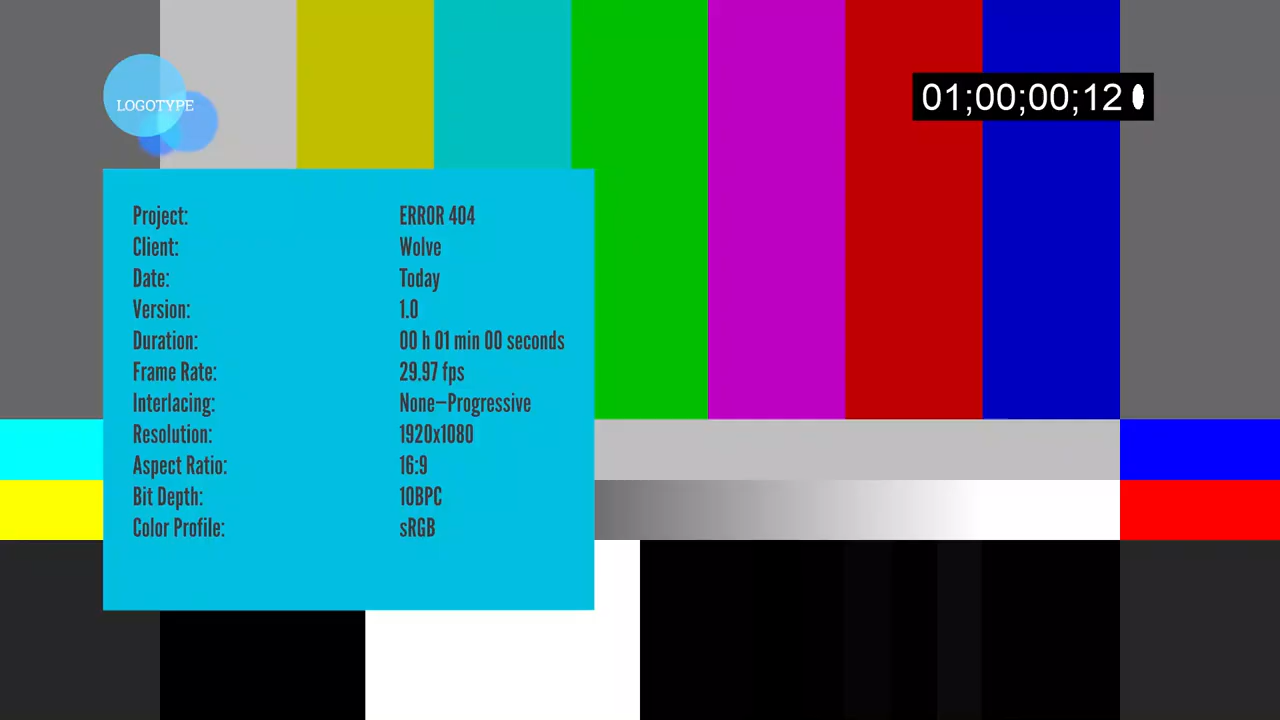 LOGOTYPE
01;00;00;12
Project: ERROR 404
Client: Wolve
Date: Today
Version: 1.0
Duration: 00 h 01 min 00 seconds
Frame Rate: 29.97 fps
Interlacing: None–Progressive
Resolution: 1920x1080
Aspect Ratio: 16:9
Bit Depth: 10BPC
Color Profile: sRGB